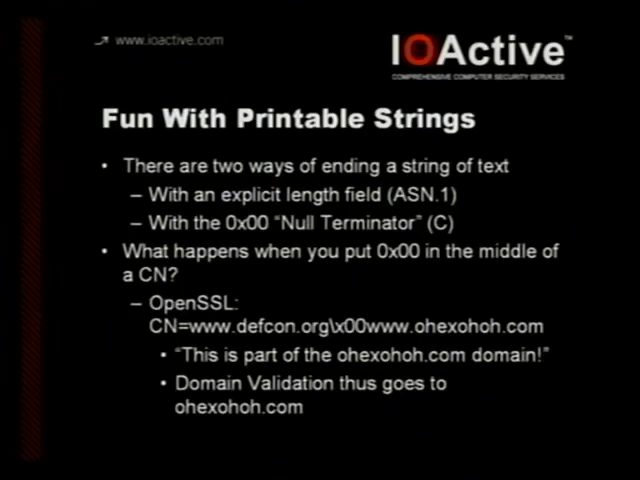 www.ioactive.com
IOActive™
COMPREHENSIVE COMPUTER SECURITY SERVICES
Fun With Printable Strings
• There are two ways of ending a string of text
– With an explicit length field (ASN.1)
– With the 0x00 “Null Terminator” (C)
• What happens when you put 0x00 in the middle of
a CN?
– OpenSSL:
CN=www.defcon.org\x00www.ohexohoh.com
• “This is part of the ohexohoh.com domain!”
• Domain Validation thus goes to
ohexohoh.com